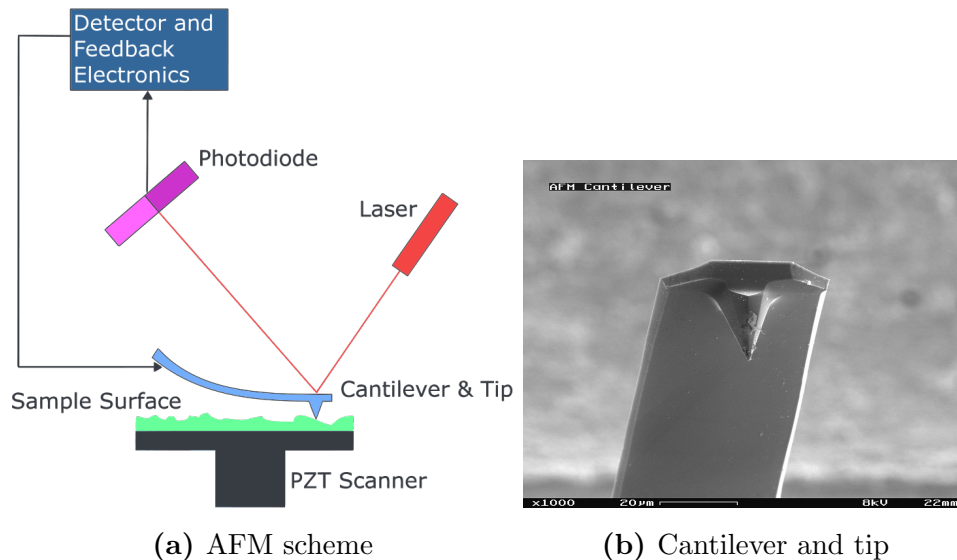 Detector and
Feedback
Electronics
Photodiode
Laser
Cantilever & Tip
Sample Surface
PZT Scanner
AFM Cantilever
x1000 20μm 8kV 22mm
(a) AFM scheme
(b) Cantilever and tip